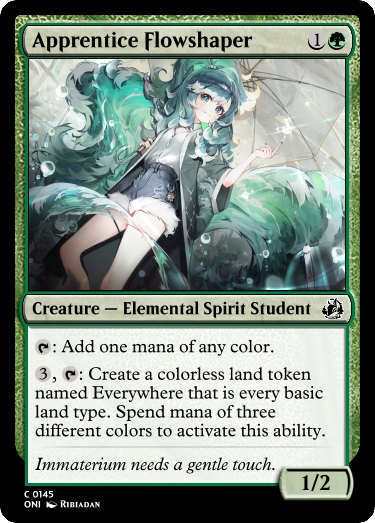 Apprentice Flowshaper 1
Creature — Elemental Spirit Student
: Add one mana of any color.
3, : Create a colorless land token
named Everywhere that is every basic
land type. Spend mana of three
different colors to activate this ability.
Immaterium needs a gentle touch.
1/2
C 0145
ONI Ribiadan